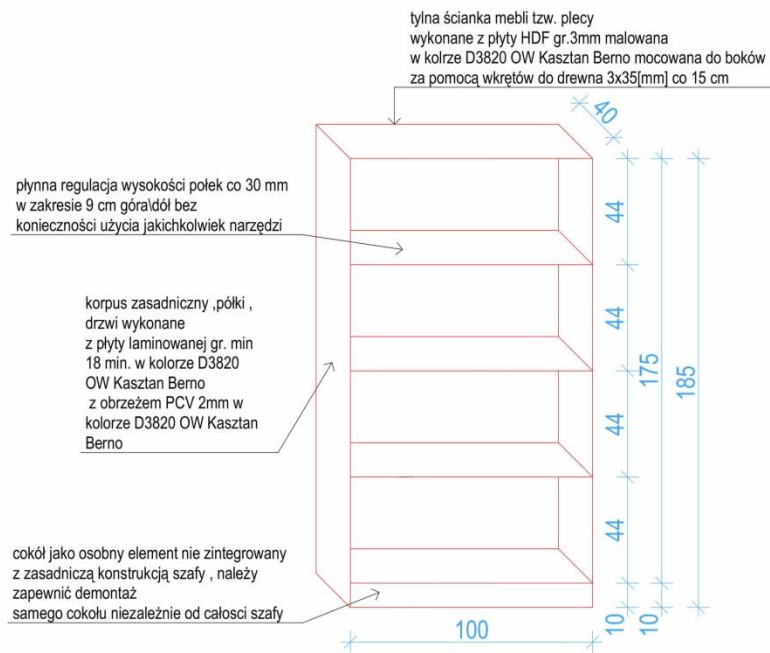 tylna ścianka mebli tzw. plecy
wykonane z płyty HDF gr.3mm malowana
w kolrze D3820 OW Kasztan Berno mocowana do boków
za pomocą wkrętów do drewna 3x35[mm] co 15 cm
40
płynna regulacja wysokości połek co 30 mm
w zakresie 9 cm góra\dół bez
konieczności użycia jakichkolwiek narzędzi
44
korpus zasadniczy ,półki ,
drzwi wykonane
z płyty laminowanej gr. min
18 min. w kolorze D3820
OW Kasztan Berno
z obrzeżem PCV 2mm w
kolorze D3820 OW Kasztan
Berno
44
175
185
44
44
cokół jako osobny element nie zintegrowany
z zasadniczą konstrukcją szafy , należy
zapewnić demontaż
samego cokołu niezależnie od całosci szafy
100
10
10